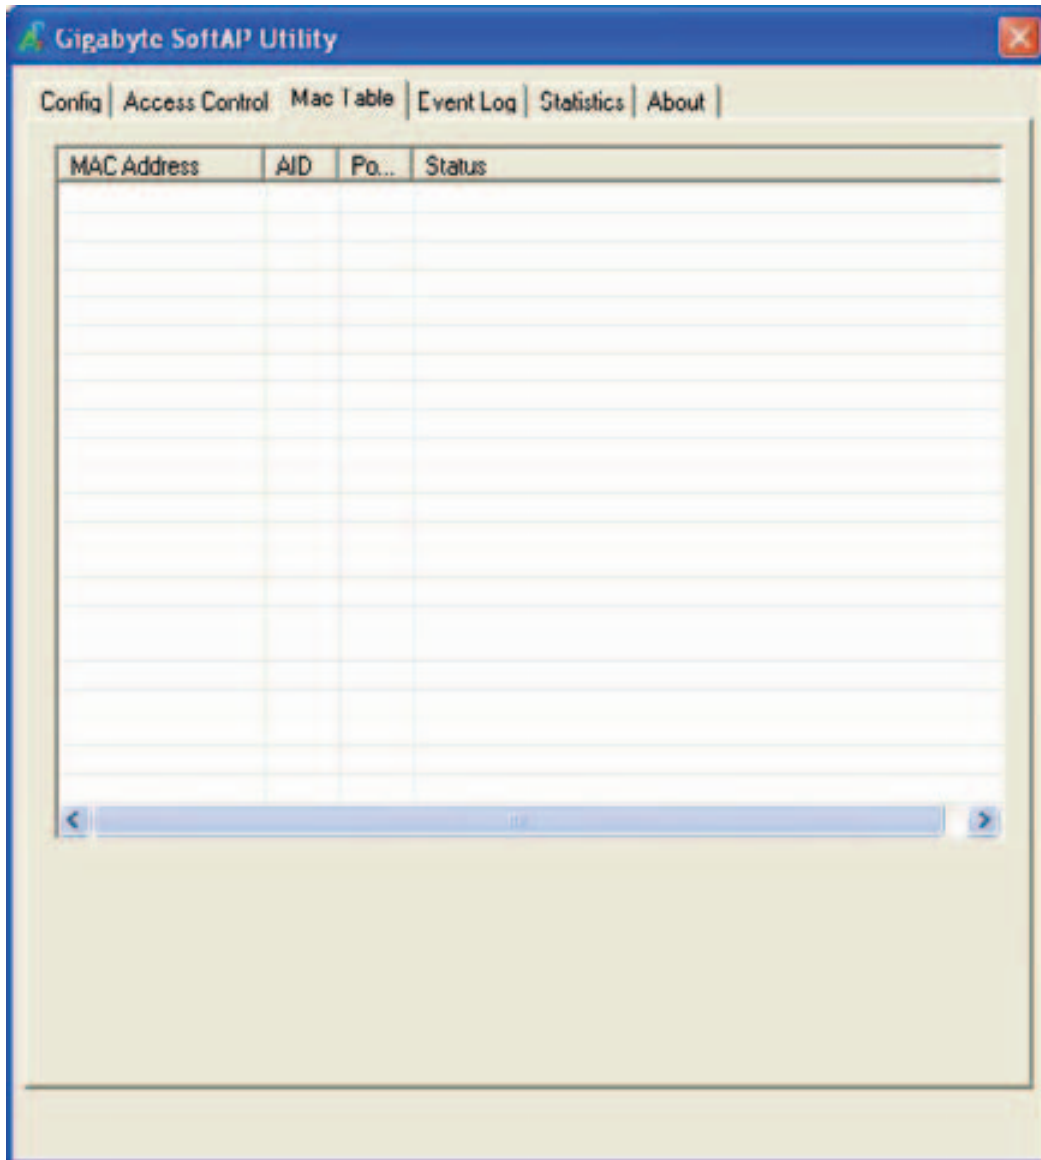 Gigabyte SoftAP Utility
Config Access Control Mac Table Event Log Statistics About
MAC Address AID Po... Status